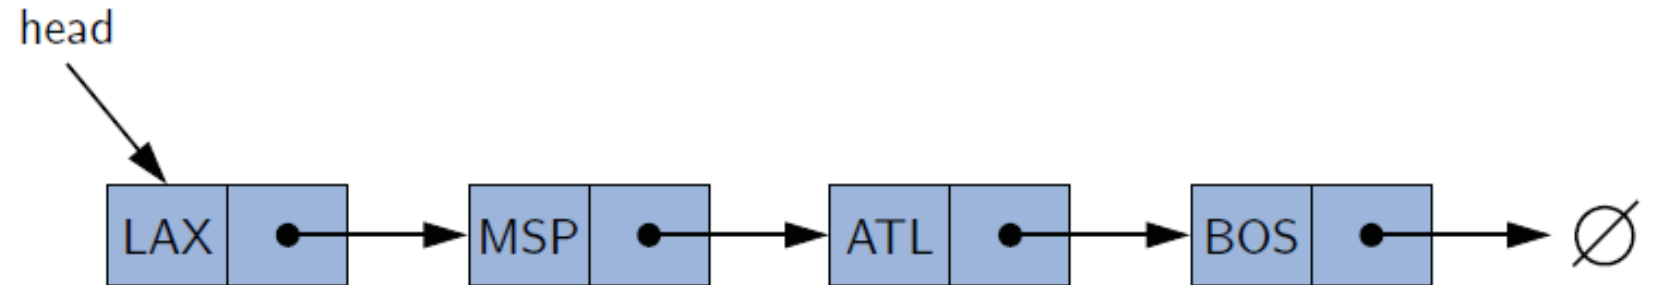 head
LAX MSP ATL BOS ∅